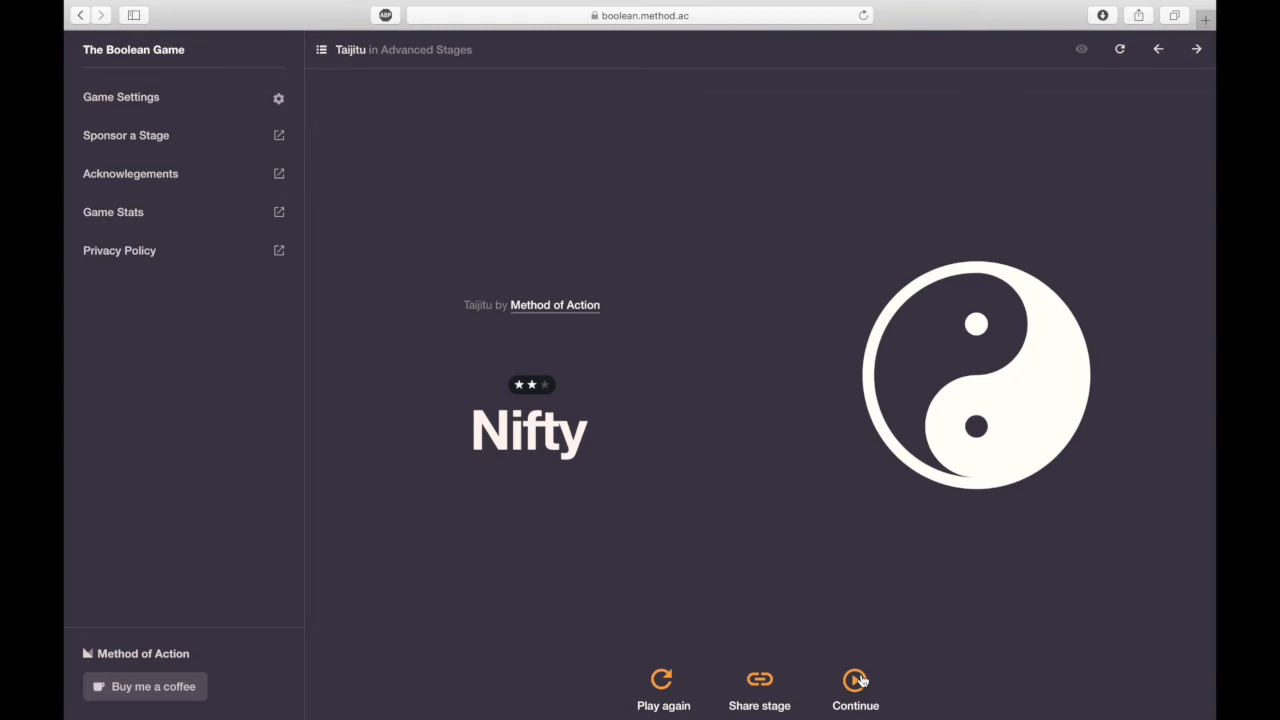 ABP
boolean.method.ac
The Boolean Game
Taijitu in Advanced Stages
Game Settings
Sponsor a Stage
Acknowlegements
Game Stats
Privacy Policy
Taijitu by Method of Action
Nifty
Method of Action
Buy me a coffee
Play again
Share stage
Continue